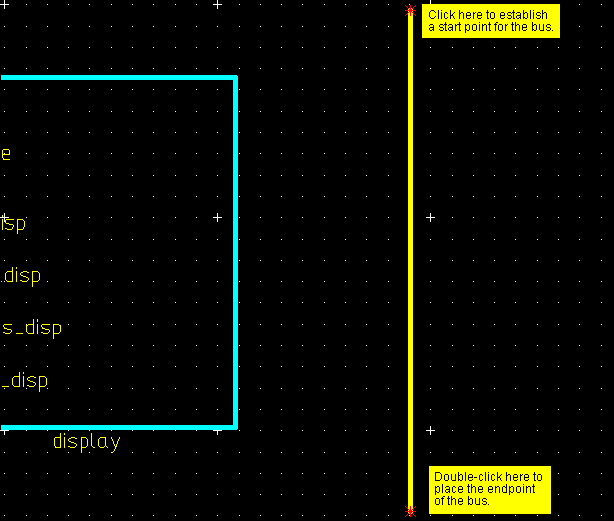 Click here to establish
a start point for the bus.
e
isp
_disp
s_disp
_disp
display
Double-click here to
place the endpoint
of the bus.